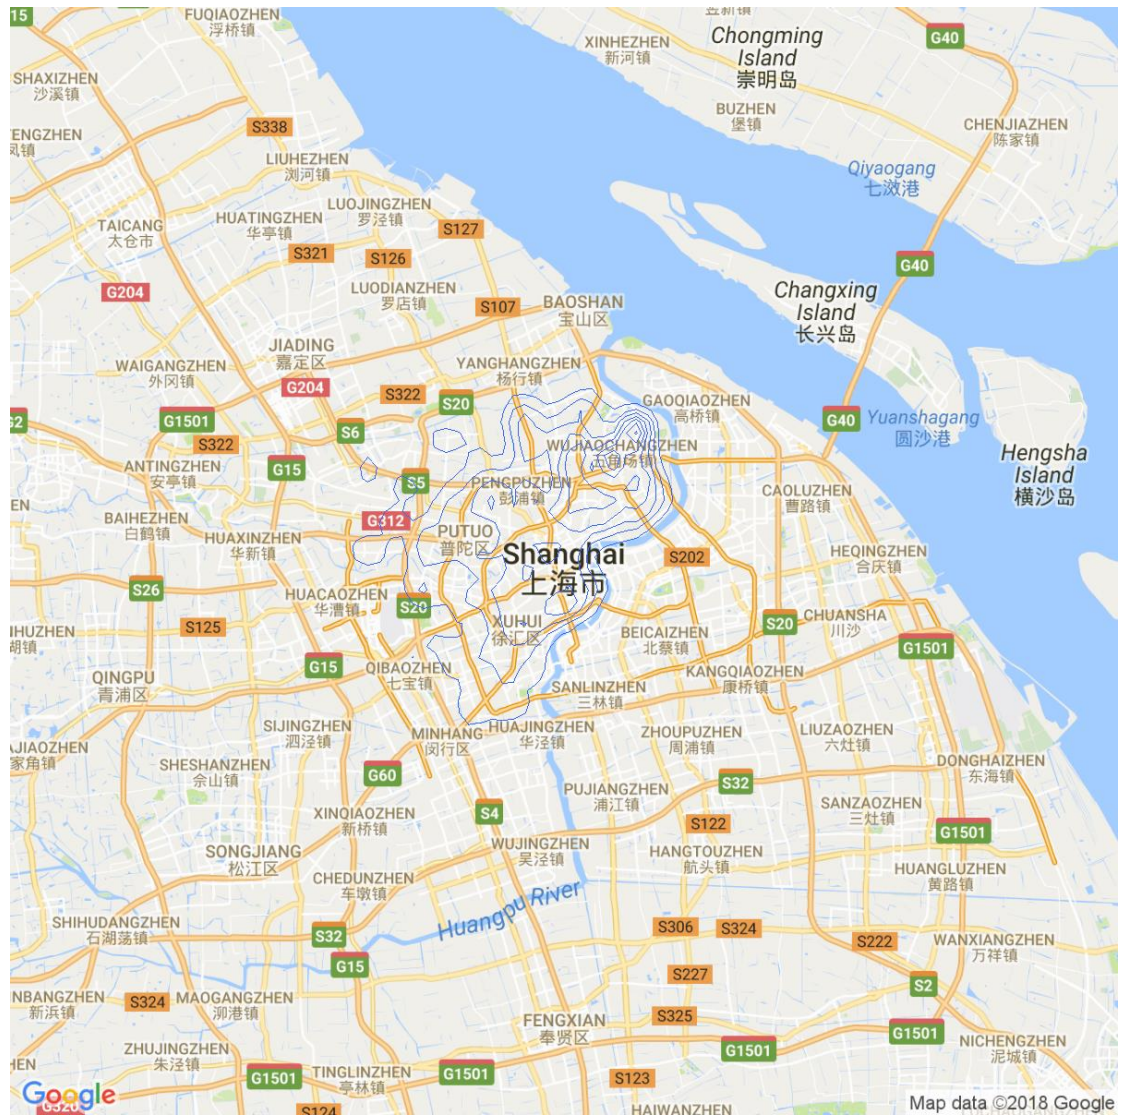 15
FUQIAOZHEN
浮桥镇
Chongming
Island
崇明岛
G40
XINHEZHEN
新河镇
SHAXIZHEN
沙溪镇
BUZHEN
堡镇
S338
CHENJIAZHEN
陈家镇
LIUHEZHEN
浏河镇
Qiyaogang
LUOJINGZHEN
罗泾镇
TAICANG
太仓市
HUATINGZHEN
华亭镇
S127
S321
S126
G40
G204
LUODIANZHEN
罗店镇
Changxing
Island
长兴岛
S107
BAOSHAN
宝山区
JIADING
嘉定区
WAIGANGZHEN
外冈镇
YANGHANGZHEN
杨行镇
G204
S322
S20
GAOQIAOZHEN
高桥镇
G1501
G40
Yuanshagang
圆沙港
S6
S322
WUJIAOCHANGZHEN
五角场镇
Hengsha
Island
横沙岛
ANTINGZHEN
安亭镇
G15
S5
PENGPUZHEN
彭浦镇
CAOLUZHEN
曹路镇
BAIHEZHEN
白鹤镇
G312
PUTUO
普陀区
HUAXINZHEN
华新镇
Shanghai
上海市
S202
HEQINGZHEN
合庆镇
S26
HUACAOZHEN
华漕镇
S20
CHUANSHA
川沙
S125
XUHUI
徐汇区
BEICAIZHEN
北蔡镇
S20
G1501
G15
QIBAOZHEN
七宝镇
KANGQIAOZHEN
康桥镇
QINGPU
青浦区
SANLINZHEN
三林镇
SIJINGZHEN
泗泾镇
MINHANG
闵行区
HUAJINGZHEN
华泾镇
ZHOUPUZHEN
周浦镇
LIUZAOZHEN
六灶镇
SHESHANZHEN
佘山镇
G60
DONGHAIZHEN
东海镇
S32
PUJIANGZHEN
浦江镇
XINQIAOZHEN
新桥镇
S4
S122
SANZAOZHEN
三灶镇
G1501
SONGJIANG
松江区
WUJINGZHEN
吴泾镇
HANGTOUZHEN
航头镇
CHEDUNZHEN
车墩镇
HUANGLUZHEN
黄路镇
Huangpu River
SHIHUDANGZHEN
石湖荡镇
S32
S306
S324
S222
WANXIANGZHEN
万祥镇
G15
S227
S2
S324
MAOGANGZHEN
泖港镇
新浜镇
FENGXIAN
奉贤区
S325
G1501
G1501
NICHENGZHEN
泥城镇
ZHUJINGZHEN
朱泾镇
G1501
TINGLINZHEN
亭林镇
G1501
S123
Google
S124
HAIWANZHEN
Map data ©2018 Google